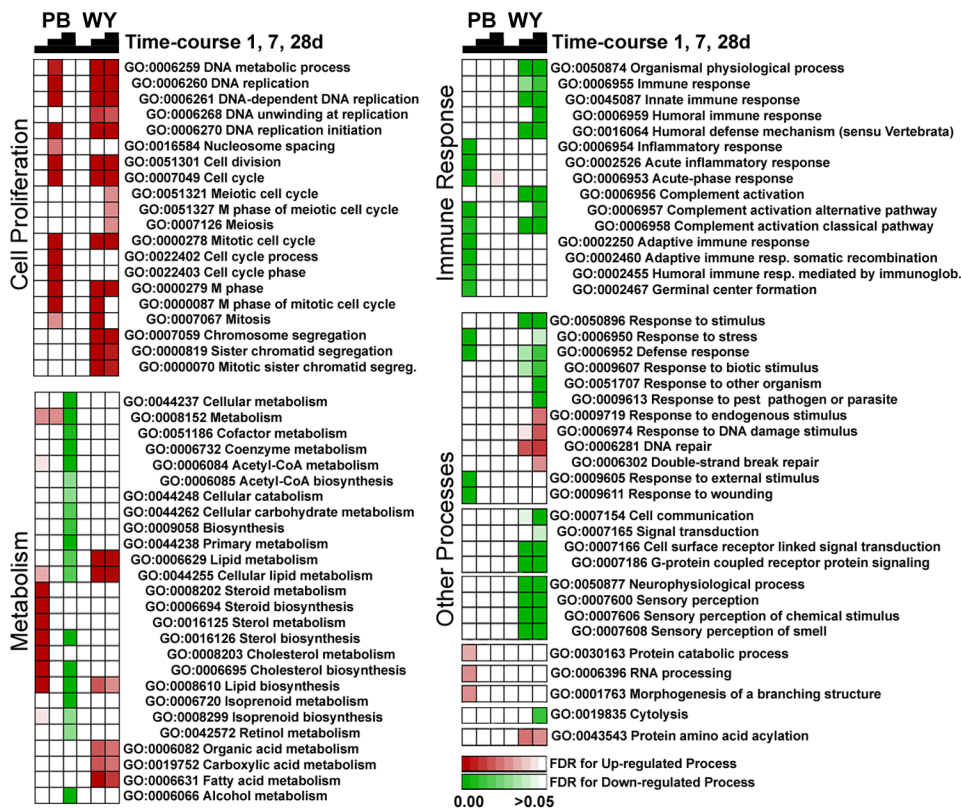 PB WY
Time-course 1, 7, 28d
Cell Proliferation
GO:0006259 DNA metabolic process
GO:0006260 DNA replication
GO:0006261 DNA-dependent DNA replication
GO:0006268 DNA unwinding at replication
GO:0006270 DNA replication initiation
GO:0016584 Nucleosome spacing
GO:0051301 Cell division
GO:0007049 Cell cycle
GO:0051321 Meiotic cell cycle
GO:0051327 M phase of meiotic cell cycle
GO:0007126 Meiosis
GO:0000278 Mitotic cell cycle
GO:0022402 Cell cycle process
GO:0022403 Cell cycle phase
GO:0000279 M phase
GO:0000087 M phase of mitotic cell cycle
GO:0007067 Mitosis
GO:0007059 Chromosome segregation
GO:0000819 Sister chromatid segregation
GO:0000070 Mitotic sister chromatid segreg.
Metabolism
GO:0044237 Cellular metabolism
GO:0008152 Metabolism
GO:0051186 Cofactor metabolism
GO:0006732 Coenzyme metabolism
GO:0006084 Acetyl-CoA metabolism
GO:0006085 Acetyl-CoA biosynthesis
GO:0044248 Cellular catabolism
GO:0044262 Cellular carbohydrate metabolism
GO:0009058 Biosynthesis
GO:0044238 Primary metabolism
GO:0006629 Lipid metabolism
GO:0044255 Cellular lipid metabolism
GO:0008202 Steroid metabolism
GO:0006694 Steroid biosynthesis
GO:0016125 Sterol metabolism
GO:0016126 Sterol biosynthesis
GO:0008203 Cholesterol metabolism
GO:0006695 Cholesterol biosynthesis
GO:0008610 Lipid biosynthesis
GO:0006720 Isoprenoid metabolism
GO:0008299 Isoprenoid biosynthesis
GO:0042572 Retinol metabolism
GO:0006082 Organic acid metabolism
GO:0019752 Carboxylic acid metabolism
GO:0006631 Fatty acid metabolism
GO:0006066 Alcohol metabolism
PB WY
Time-course 1, 7, 28d
Immune Response
GO:0050874 Organismal physiological process
GO:0006955 Immune response
GO:0045087 Innate immune response
GO:0006959 Humoral immune response
GO:0016064 Humoral defense mechanism (sensu Vertebrata)
GO:0006954 Inflammatory response
GO:0002526 Acute inflammatory response
GO:0006953 Acute-phase response
GO:0006956 Complement activation
GO:0006957 Complement activation alternative pathway
GO:0006958 Complement activation classical pathway
GO:0002250 Adaptive immune response
GO:0002460 Adaptive immune resp. somatic recombination
GO:0002455 Humoral immune resp. mediated by immunoglob.
GO:0002467 Germinal center formation
Other Processes
GO:0050896 Response to stimulus
GO:0006950 Response to stress
GO:0006952 Defense response
GO:0009607 Response to biotic stimulus
GO:0051707 Response to other organism
GO:0009613 Response to pest pathogen or parasite
GO:0009719 Response to endogenous stimulus
GO:0006974 Response to DNA damage stimulus
GO:0006281 DNA repair
GO:0006302 Double-strand break repair
GO:0009605 Response to external stimulus
GO:0009611 Response to wounding
GO:0007154 Cell communication
GO:0007165 Signal transduction
GO:0007166 Cell surface receptor linked signal transduction
GO:0007186 G-protein coupled receptor protein signaling
GO:0050877 Neurophysiological process
GO:0007600 Sensory perception
GO:0007606 Sensory perception of chemical stimulus
GO:0007608 Sensory perception of smell
GO:0030163 Protein catabolic process
GO:0006396 RNA processing
GO:0001763 Morphogenesis of a branching structure
GO:0019835 Cytolysis
GO:0043543 Protein amino acid acylation
FDR for Up-regulated Process
FDR for Down-regulated Process
0.00 >0.05